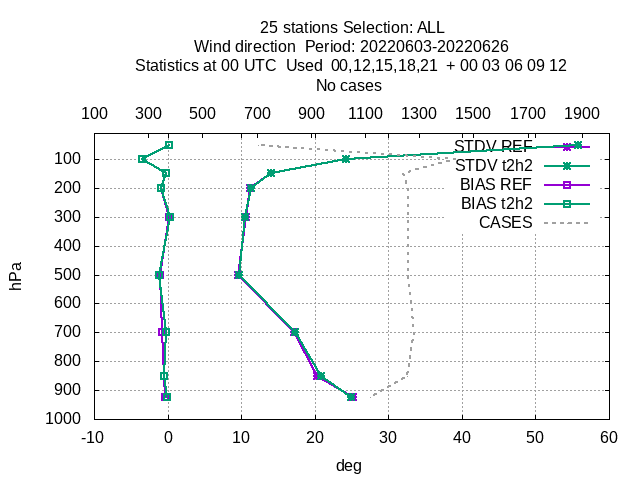 25 stations Selection: ALL
Wind direction  Period: 20220603-20220626
Statistics at 00 UTC  Used  00,12,15,18,21  + 00 03 06 09 12
No cases
100 350 500 750 900 1100 1250 1500 1700 1900
STDV REF
100
STDV t2h2
200
BIAS REF
BIAS t2h2
300
CASES
400
hPa
500
600
700
800
900
1000
-10 0 10 20 30 40 50 60
deg